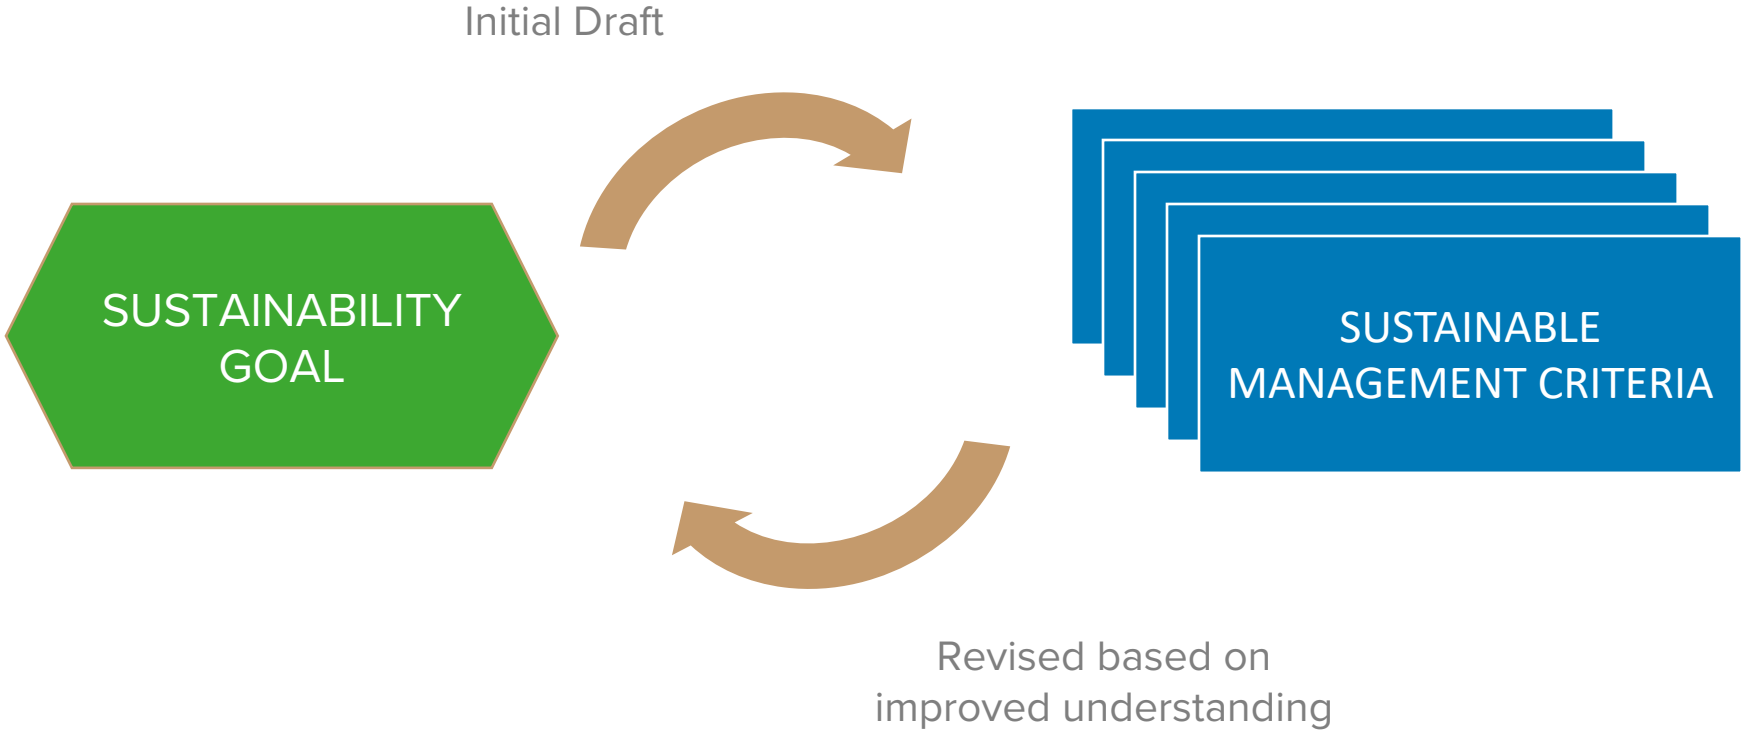 Initial Draft
SUSTAINABILITY
GOAL
SUSTAINABLE
MANAGEMENT CRITERIA
Revised based on
improved understanding